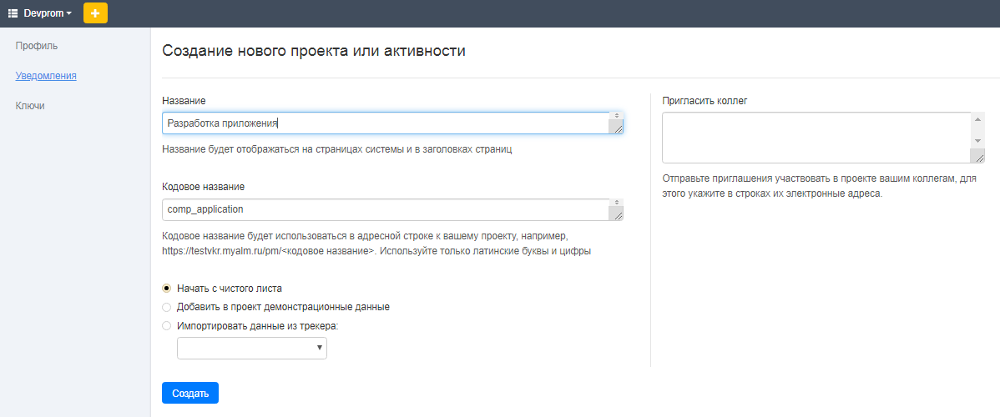 Devprom
Профиль
Уведомления
Ключи
Создание нового проекта или активности
Название
Разработка приложения
Название будет отображаться на страницах системы и в заголовках страниц
Кодовое название
comp_application
Кодовое название будет использоваться в адресной строке к вашему проекту, например,
https://testvkr.myalm.ru/pm/<кодовое название>. Используйте только латинские буквы и цифры
Начать с чистого листа
Добавить в проект демонстрационные данные
Импортировать данные из трекера:
Создать
Пригласить коллег
Отправьте приглашения участвовать в проекте вашим коллегам, для
этого укажите в строках их электронные адреса.